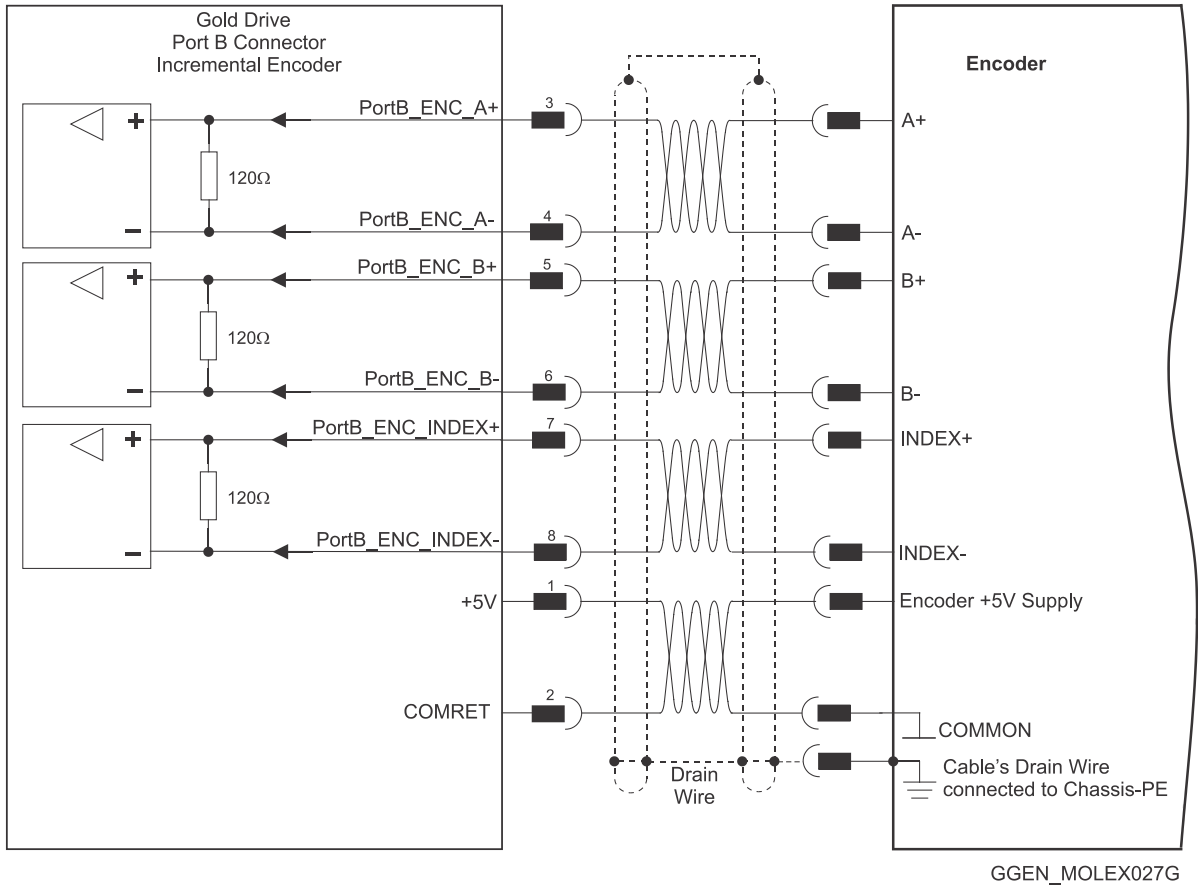 Gold Drive
Port B Connector
Incremental Encoder
Encoder
+
PortB_ENC_A+
3
A+
120Ω
-
PortB_ENC_A-
4
A-
+
PortB_ENC_B+
5
B+
120Ω
-
PortB_ENC_B-
6
B-
+
PortB_ENC_INDEX+
7
INDEX+
120Ω
-
PortB_ENC_INDEX-
8
INDEX-
+5V
1
Encoder +5V Supply
COMRET
2
COMMON
Drain
Wire
Cable's Drain Wire
connected to Chassis-PE
GGEN_MOLEX027G